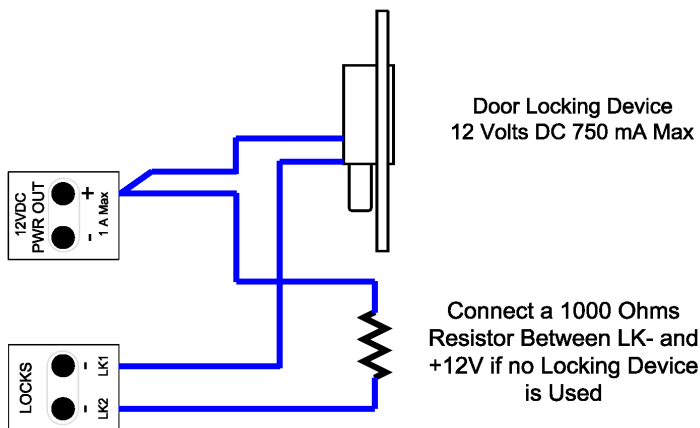 Door Locking Device
12 Volts DC 750 mA Max
12VDC
PWR OUT
+
-
1 A Max
Connect a 1000 Ohms
Resistor Between LK- and
+12V if no Locking Device
is Used
LOCKS
-
LK1
-
LK2